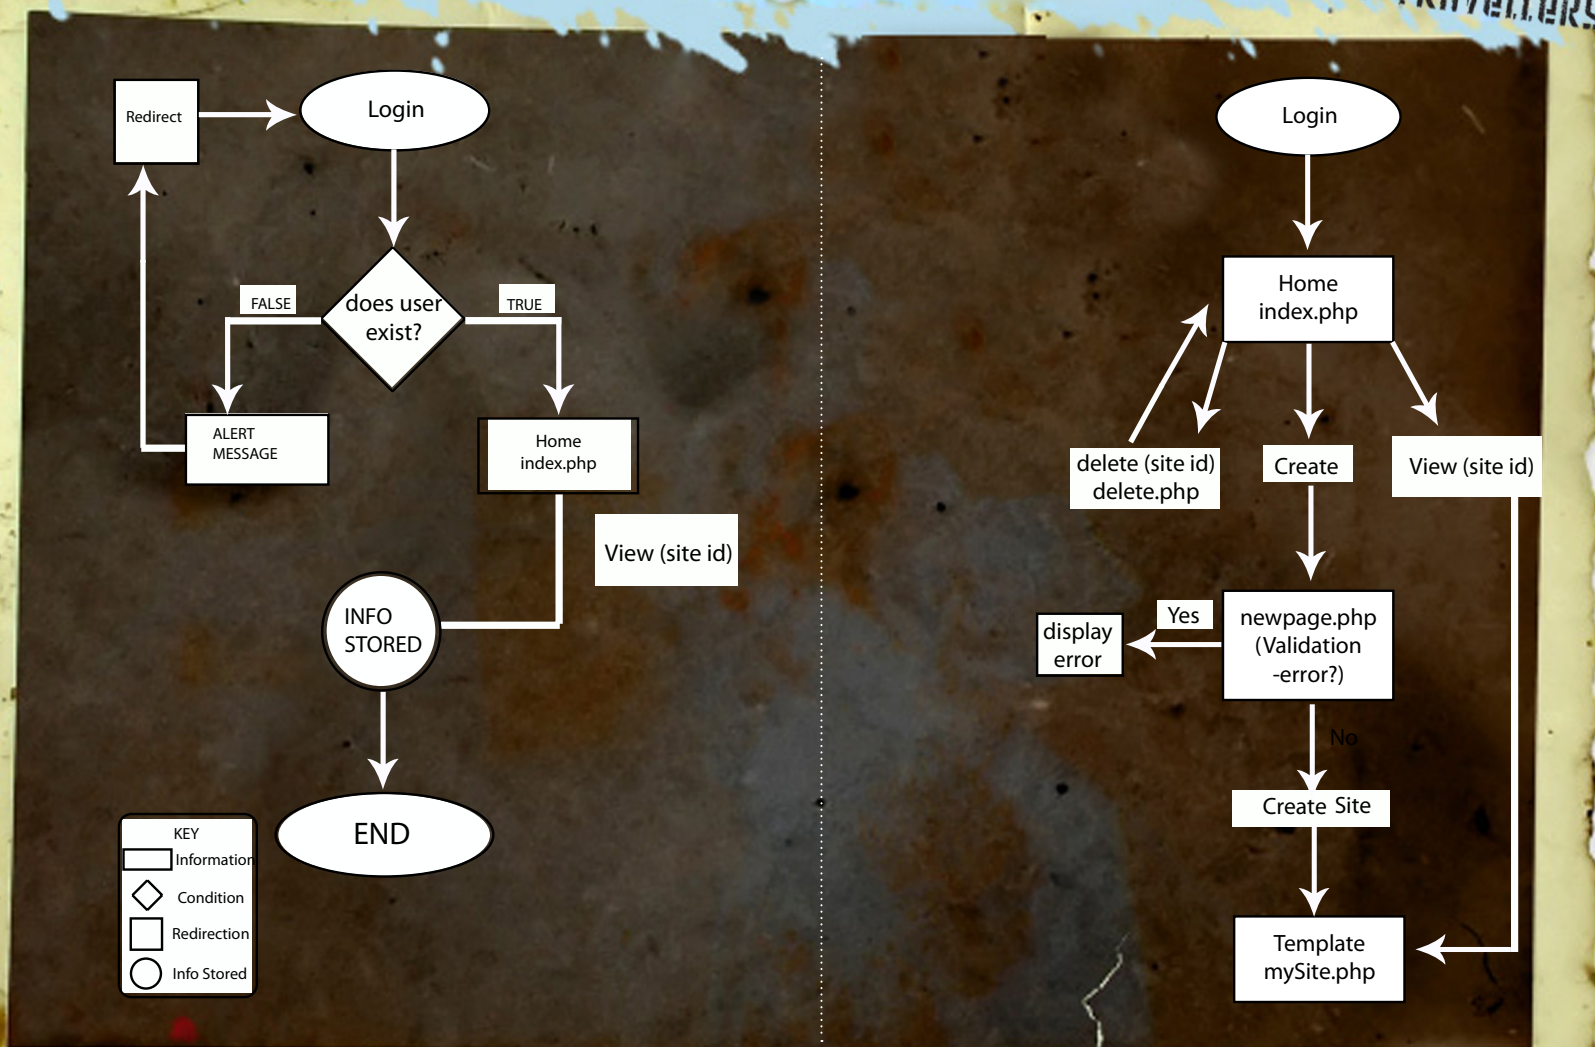 TRAVELLERS
Redirect
Login
does user
exist?
FALSE
TRUE
ALERT
MESSAGE
Home
index.php
View (site id)
INFO
STORED
END
KEY
Information
Condition
Redirection
Info Stored
Login
Home
index.php
delete (site id)
delete.php
Create
View (site id)
newpage.php
(Validation
-error?)
Yes
display
error
No
Create Site
Template
mySite.php